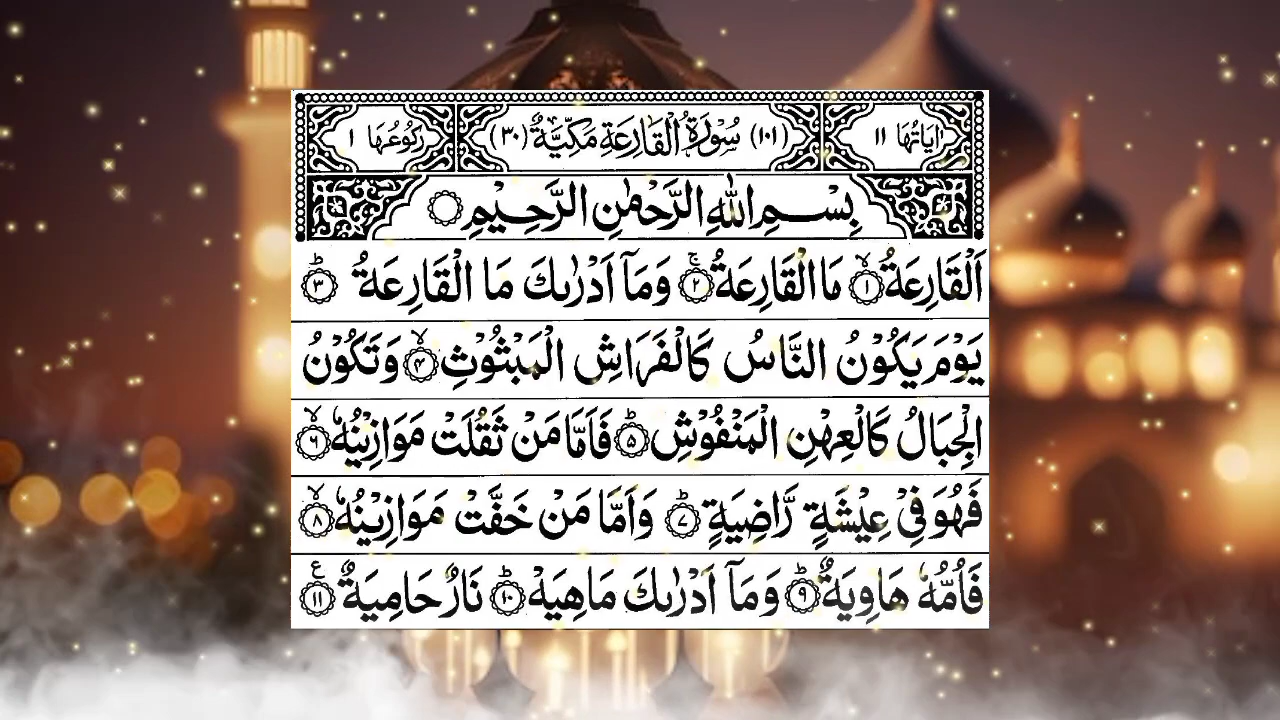 اٰيَاتُهَا ١١ (١٠١) سُوْرَةُ الْقَارِعَةِ مَكِّيَّةٌ (٣٠) رُكُوْعُهَا ١
بِسْمِ اللّٰهِ الرَّحْمٰنِ الرَّحِيْمِ
اَلْقَارِعَةُ ۙ﴿١﴾ مَا الْقَارِعَةُ ۚ﴿٢﴾ وَمَاۤ اَدْرٰىكَ مَا الْقَارِعَةُ ؕ﴿٣﴾
يَوْمَ يَكُوْنُ النَّاسُ كَالْفَرَاشِ الْمَبْثُوْثِ ۙ﴿٤﴾ وَتَكُوْنُ
الْجِبَالُ كَالْعِهْنِ الْمَنْفُوْشِ ؕ﴿٥﴾ فَاَمَّا مَنْ ثَقُلَتْ مَوَازِيْنُهٗ ۙ﴿٦﴾
فَهُوَ فِيْ عِيْشَةٍ رَّاضِيَةٍ ؕ﴿٧﴾ وَاَمَّا مَنْ خَفَّتْ مَوَازِيْنُهٗ ۙ﴿٨﴾
فَاُمُّهٗ هَاوِيَةٌ ؕ﴿٩﴾ وَمَاۤ اَدْرٰىكَ مَاهِيَهْ ؕ﴿١٠﴾ نَارٌ حَامِيَةٌ ﴿١١﴾ ع